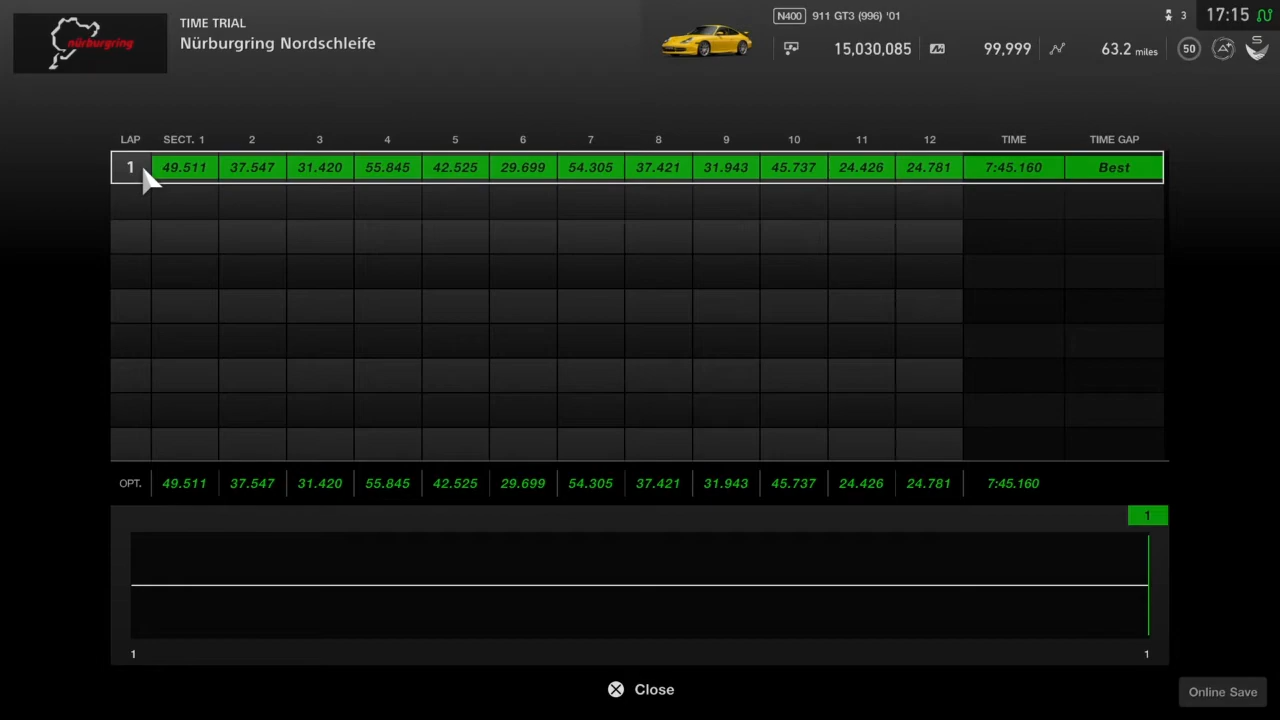 TIME TRIAL
Nürburgring Nordschleife
nürburgring
N400 911 GT3 (996) '01
15,030,085 99,999 63.2 miles 50 A+ S
3 17:15
LAP SECT. 1 2 3 4 5 6 7 8 9 10 11 12 TIME TIME GAP
1 49.511 37.547 31.420 55.845 42.525 29.699 54.305 37.421 31.943 45.737 24.426 24.781 7:45.160 Best
OPT. 49.511 37.547 31.420 55.845 42.525 29.699 54.305 37.421 31.943 45.737 24.426 24.781 7:45.160
1
1 1
Close
Online Save